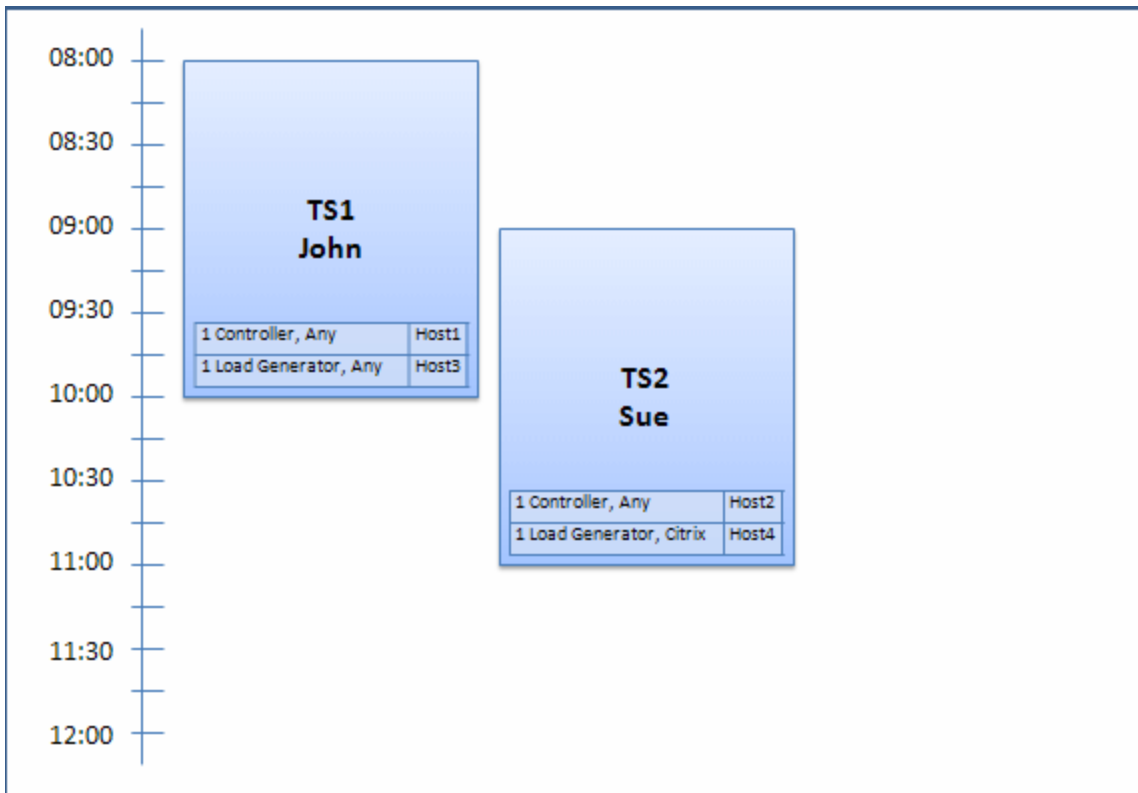 08:00
08:30
09:00
09:30
10:00
10:30
11:00
11:30
12:00
TS1
John
1 Controller, Any Host1
1 Load Generator, Any Host3
TS2
Sue
1 Controller, Any Host2
1 Load Generator, Citrix Host4